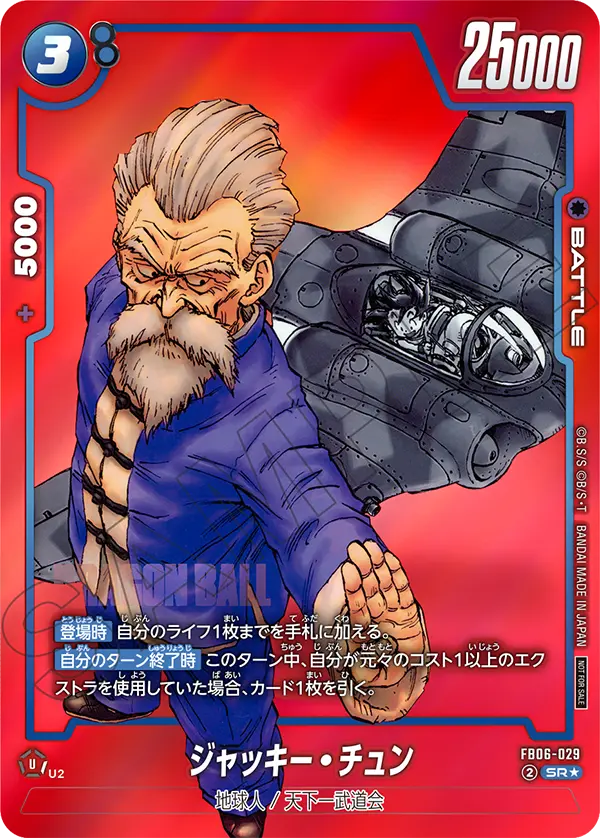 3
8
25000
+ 5000
BATTLE
DRAGON BALL
登場時 自分のライフ1枚までを手札に加える。
自分のターン終了時 このターン中、自分が元々のコスト1以上のエク
ストラを使用していた場合、カード1枚を引く。
©B.S/S ©B/S・T BANDAI MADE IN JAPAN
NOT FOR SALE
ジャッキー・チュン
FB06-029
U U2
② SR★
地球人 / 天下一武道会